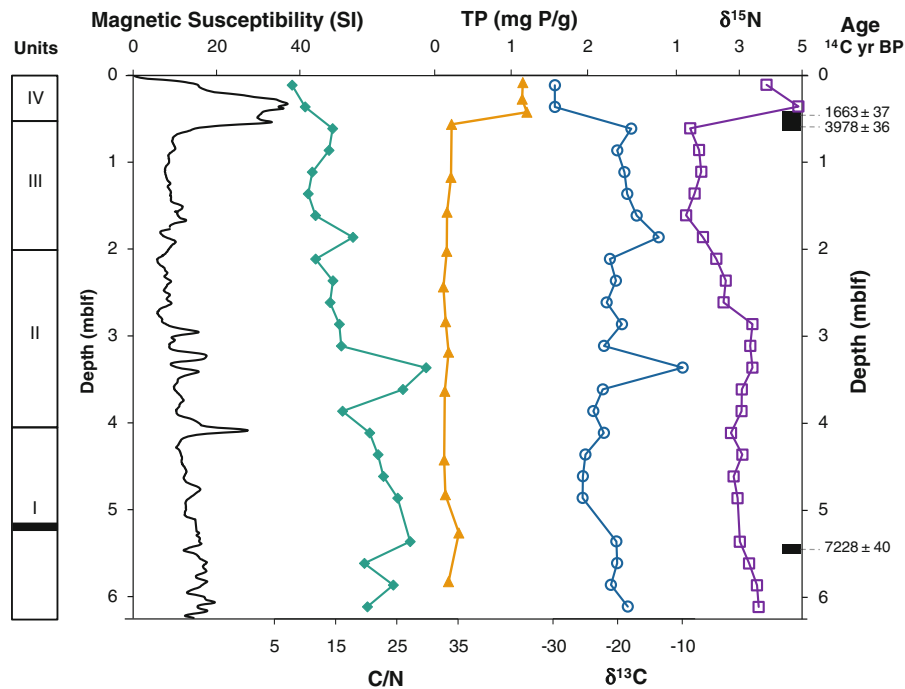 Magnetic Susceptibility (SI) TP (mg P/g) δ¹⁵N Age
Units 0 20 40 0 1 2 1 3 5 ¹⁴C yr BP
IV
III
II
I
Depth (mblf)
0
1
2
3
4
5
6
0
1
2
3
4
5
6
Depth (mblf)
1663 ± 37
3978 ± 36
7228 ± 40
5 15 25 35 -30 -20 -10
C/N δ¹³C